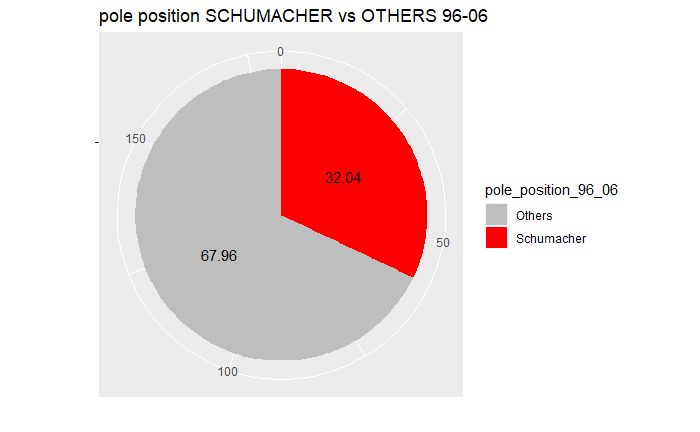 pole position SCHUMACHER vs OTHERS 96-06
0
150
32.04
pole_position_96_06
Others
Schumacher
50
67.96
100